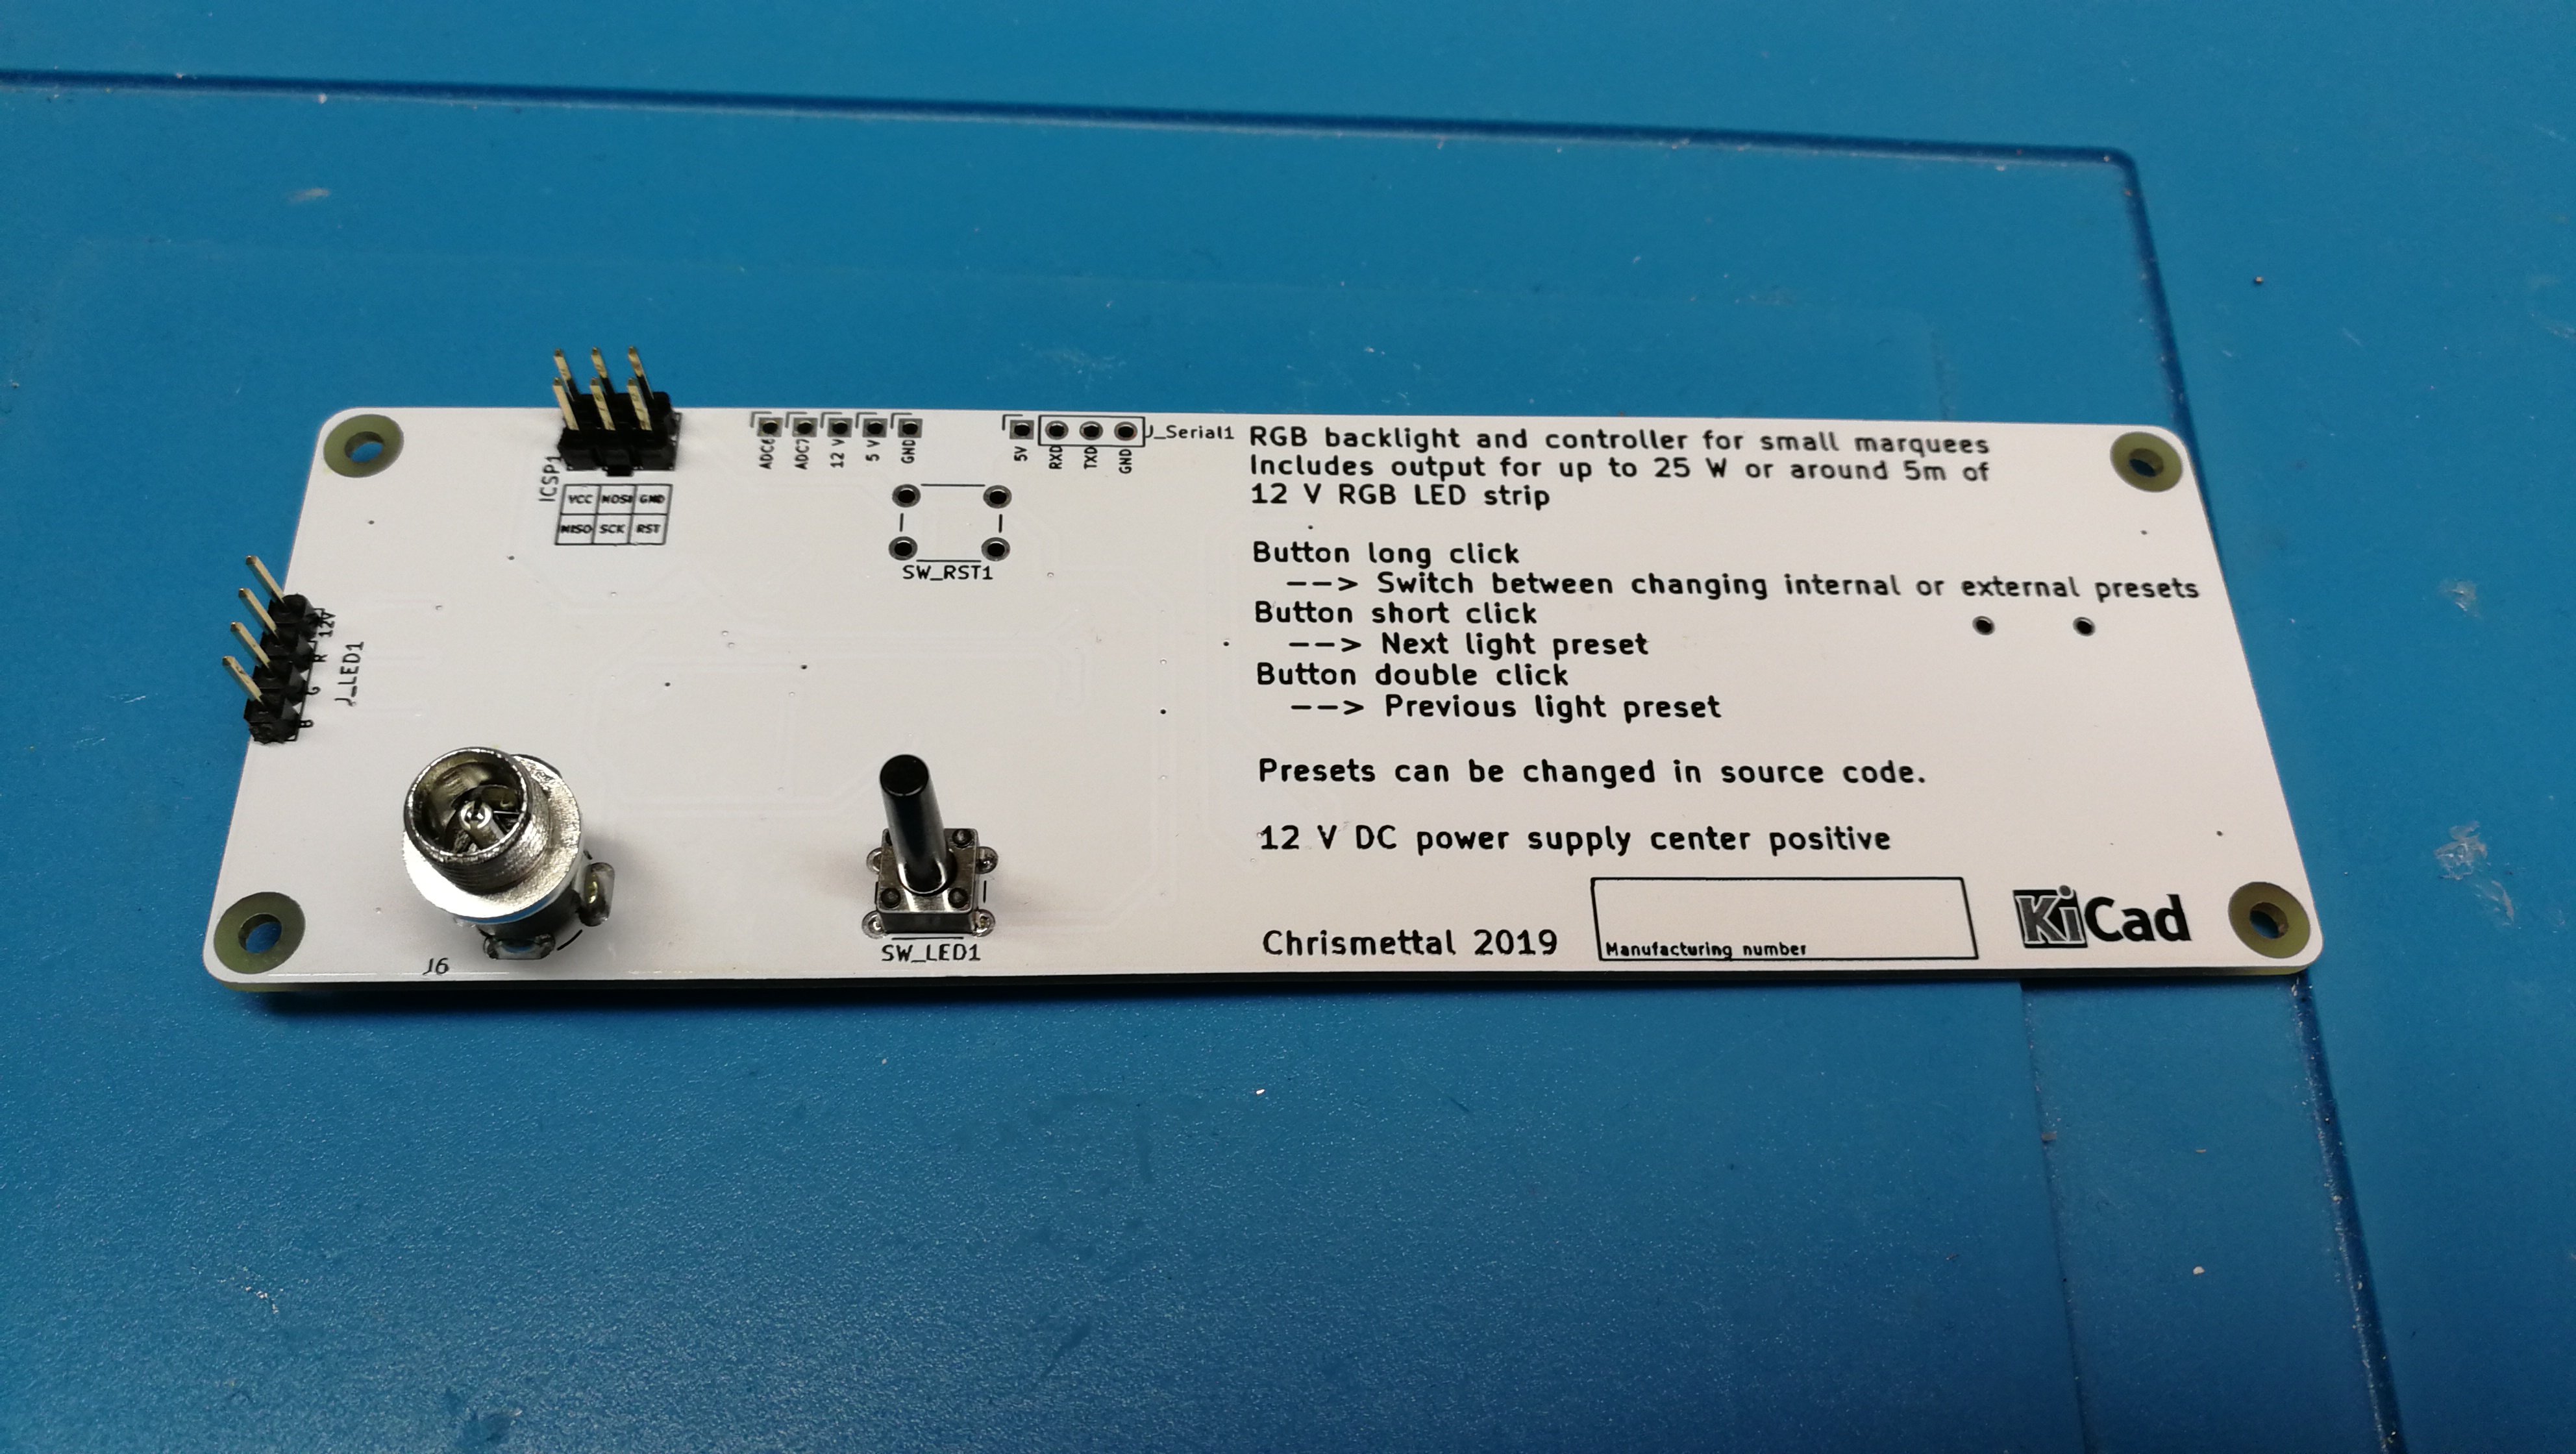 ICSP1
VCC MOSI GND
MISO SCK RST
ADC6
ADC7
12 V
5 V
GND
5V
RXD
TXD
GND
J_Serial1
SW_RST1
12V
R
G
B
J_LED1
J6
SW_LED1
RGB backlight and controller for small marquees
Includes output for up to 25 W or around 5m of
12 V RGB LED strip
Button long click
--> Switch between changing internal or external presets
Button short click
--> Next light preset
Button double click
--> Previous light preset
Presets can be changed in source code.
12 V DC power supply center positive
Chrismettal 2019
Manufacturing number
KiCad